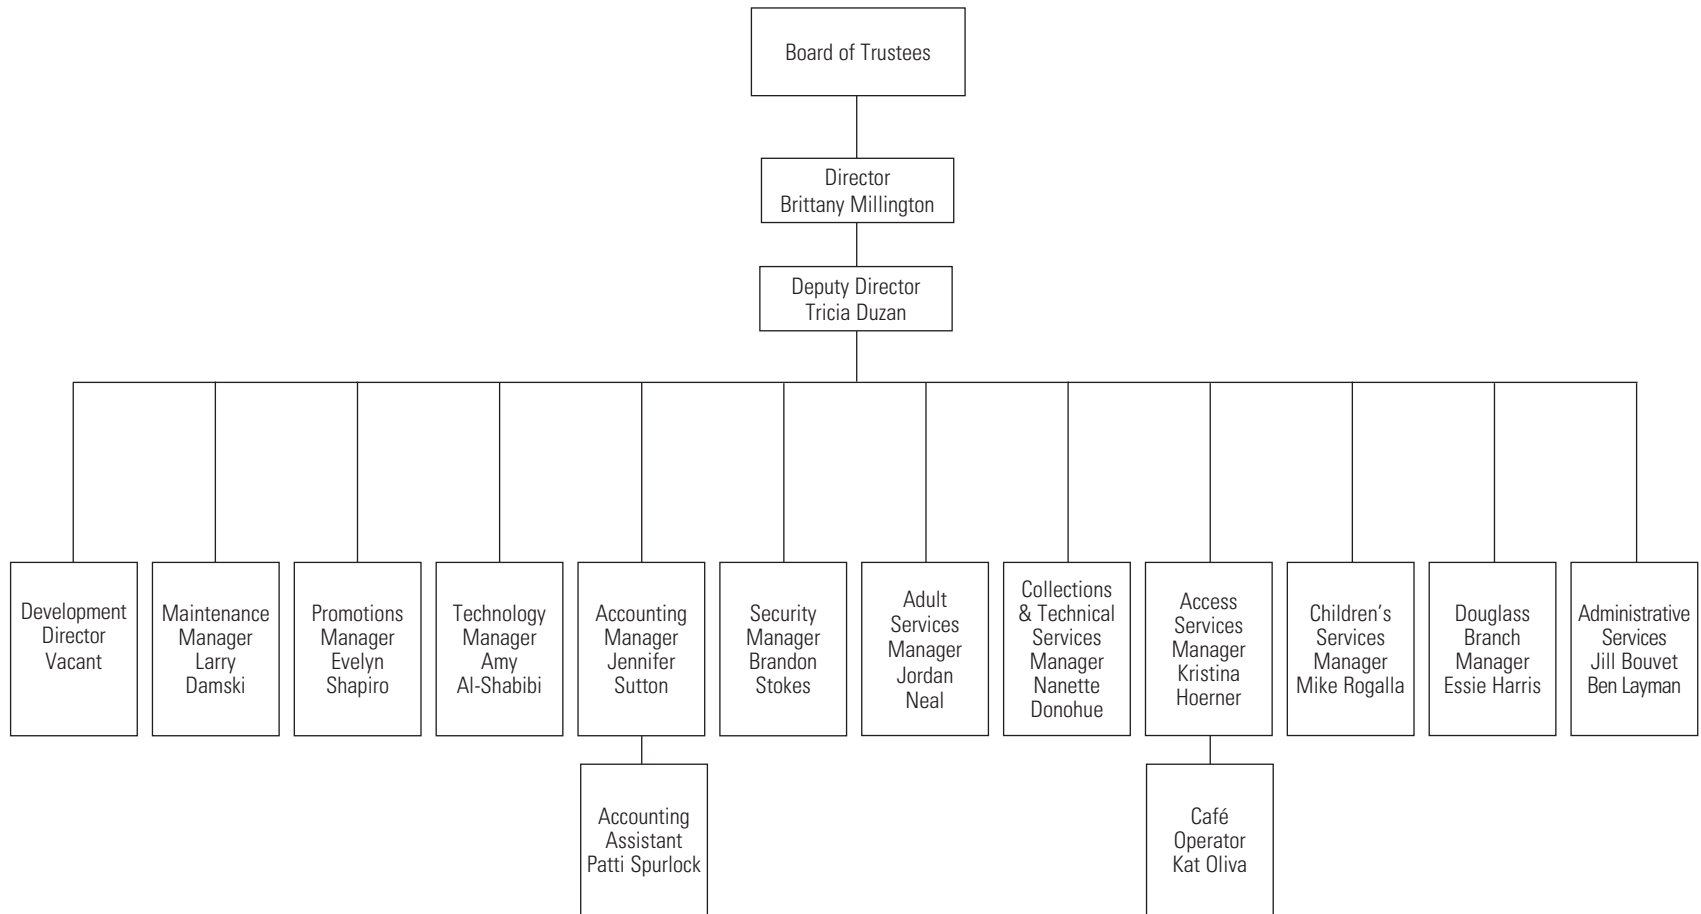 Board of Trustees
Director
Brittany Millington
Deputy Director
Tricia Duzan
Development
Director
Vacant
Maintenance
Manager
Larry
Damski
Promotions
Manager
Evelyn
Shapiro
Technology
Manager
Amy
Al-Shabibi
Accounting
Manager
Jennifer
Sutton
Security
Manager
Brandon
Stokes
Adult
Services
Manager
Jordan
Neal
Collections
& Technical
Services
Manager
Nanette
Donohue
Access
Services
Manager
Kristina
Hoerner
Children’s
Services
Manager
Mike Rogalla
Douglass
Branch
Manager
Essie Harris
Administrative
Services
Jill Bouvet
Ben Layman
Accounting
Assistant
Patti Spurlock
Café
Operator
Kat Oliva